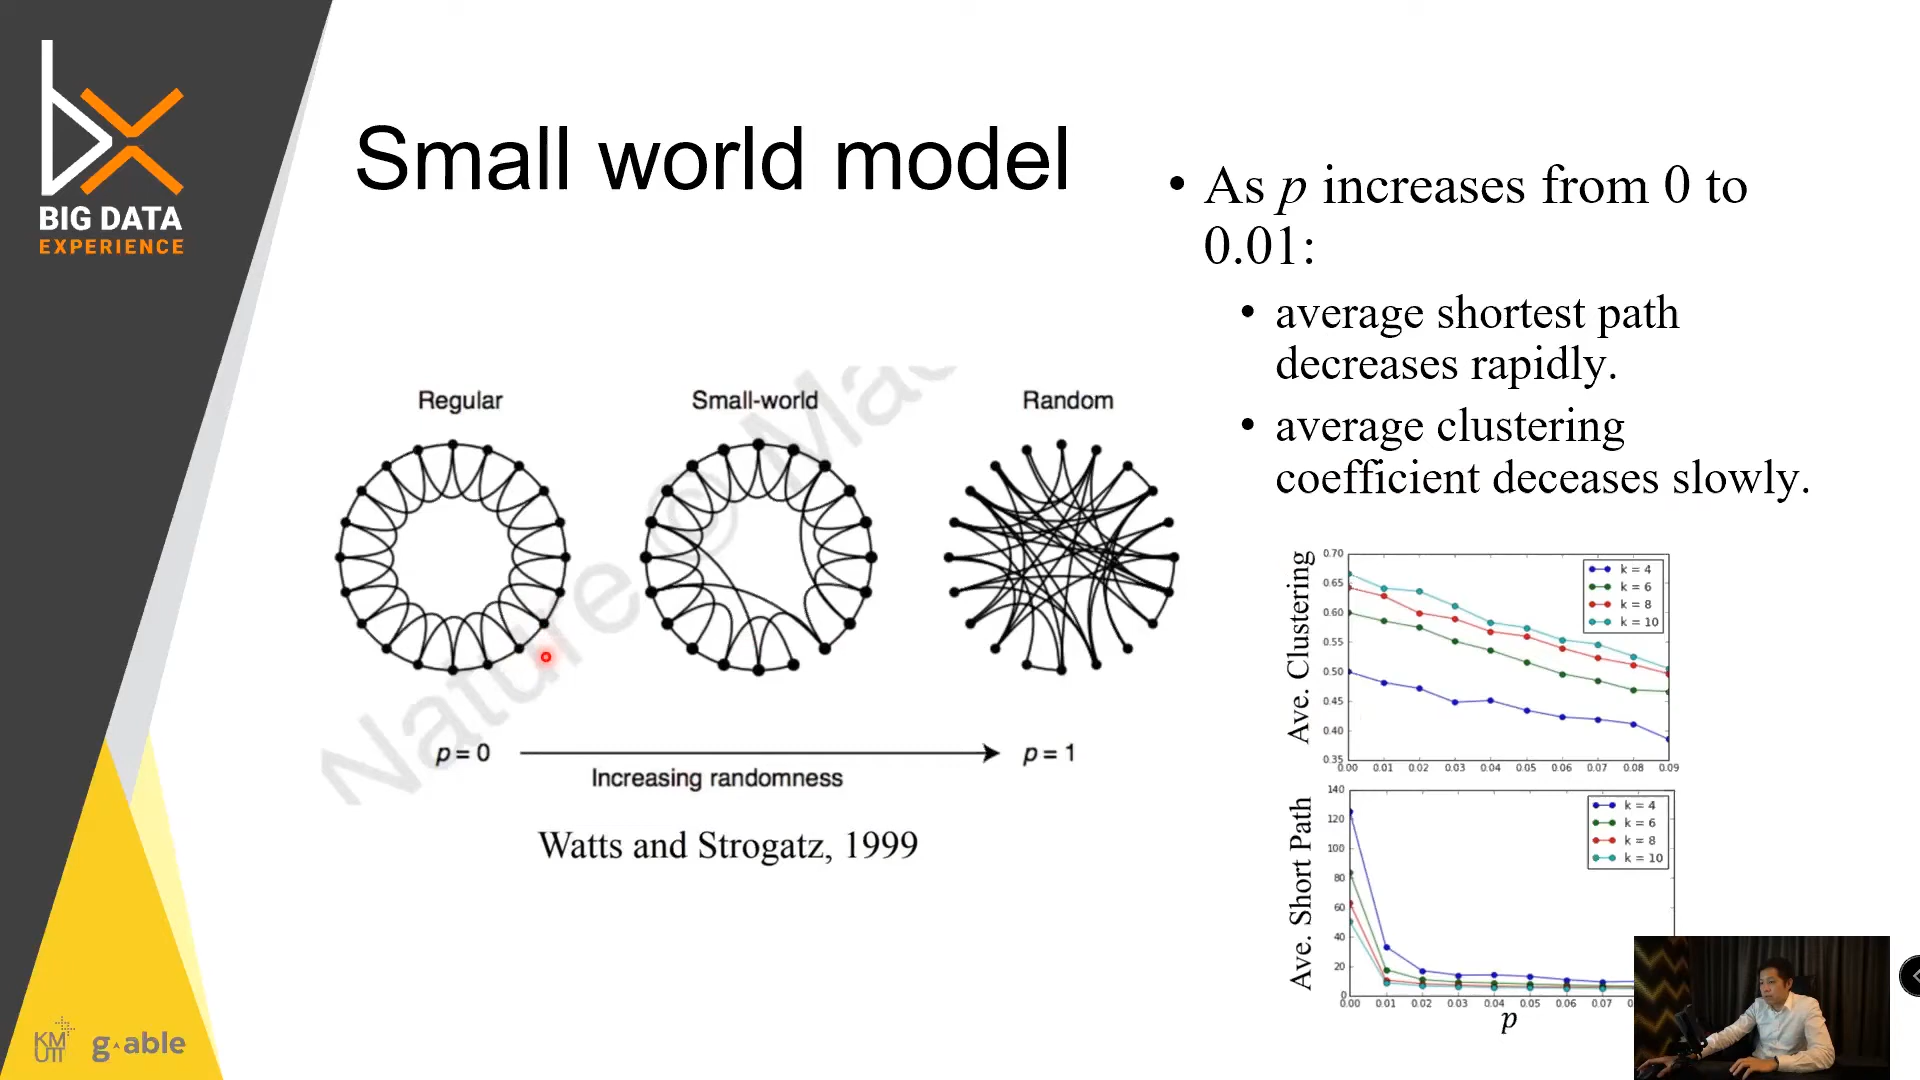 BIG DATA
EXPERIENCE
Small world model
• As p increases from 0 to
0.01:
• average shortest path
decreases rapidly.
• average clustering
coefficient deceases slowly.
Nature © Mac
Regular
Small-world
Random
p = 0
p = 1
Increasing randomness
Watts and Strogatz, 1999
Ave. Clustering
0.70
0.65
0.60
0.55
0.50
0.45
0.40
0.35
k = 4
k = 6
k = 8
k = 10
0.00 0.01 0.02 0.03 0.04 0.05 0.06 0.07 0.08 0.09
Ave. Short Path
140
120
100
80
60
40
20
0
k = 4
k = 6
k = 8
k = 10
0.00 0.01 0.02 0.03 0.04 0.05 0.06 0.07
p
KM
UTT
g-able